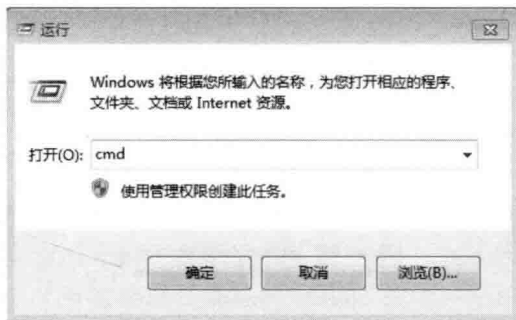 运行
Windows 将根据您所输入的名称，为您打开相应的程序、
文件夹、文档或 Internet 资源。
打开(O): cmd
使用管理权限创建此任务。
确定 取消 浏览(B)...